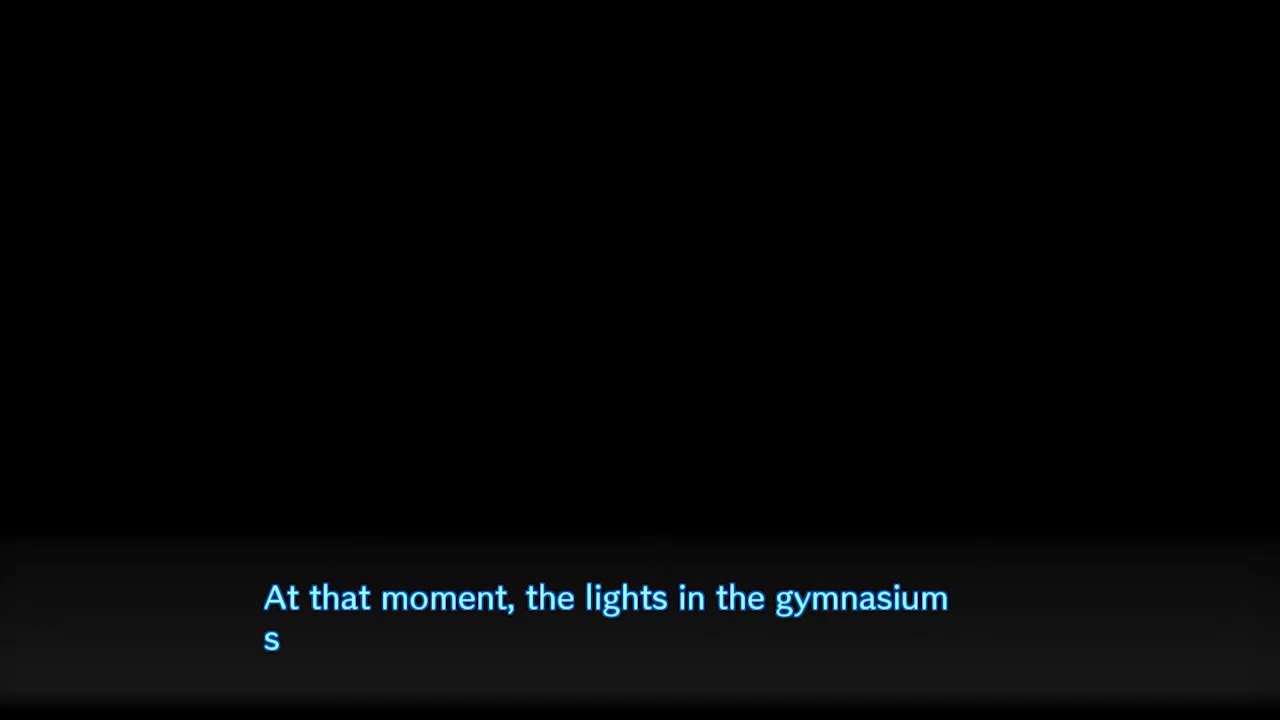 At that moment, the lights in the gymnasium
s